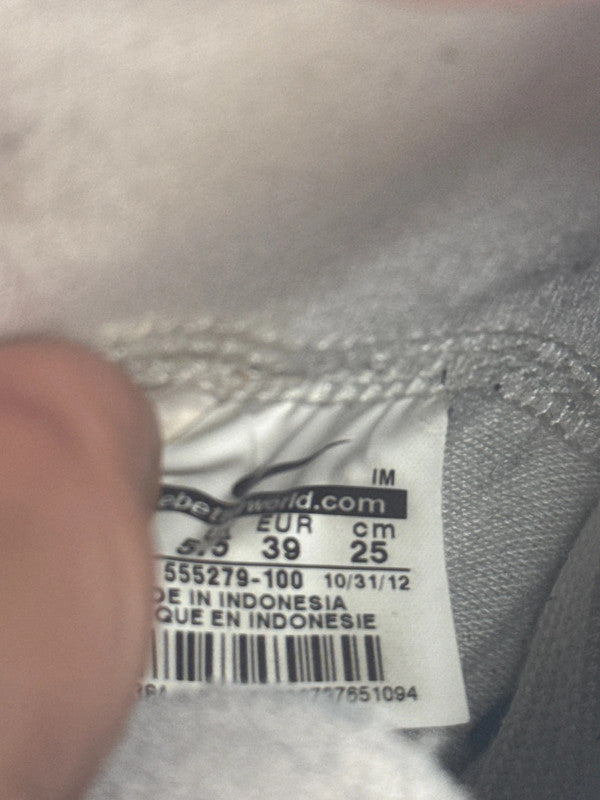 IM
world.com
EUR cm
5.5 39 25
555279-100 10/31/12
DE IN INDONESIA
QUE EN INDONESIE
7651094